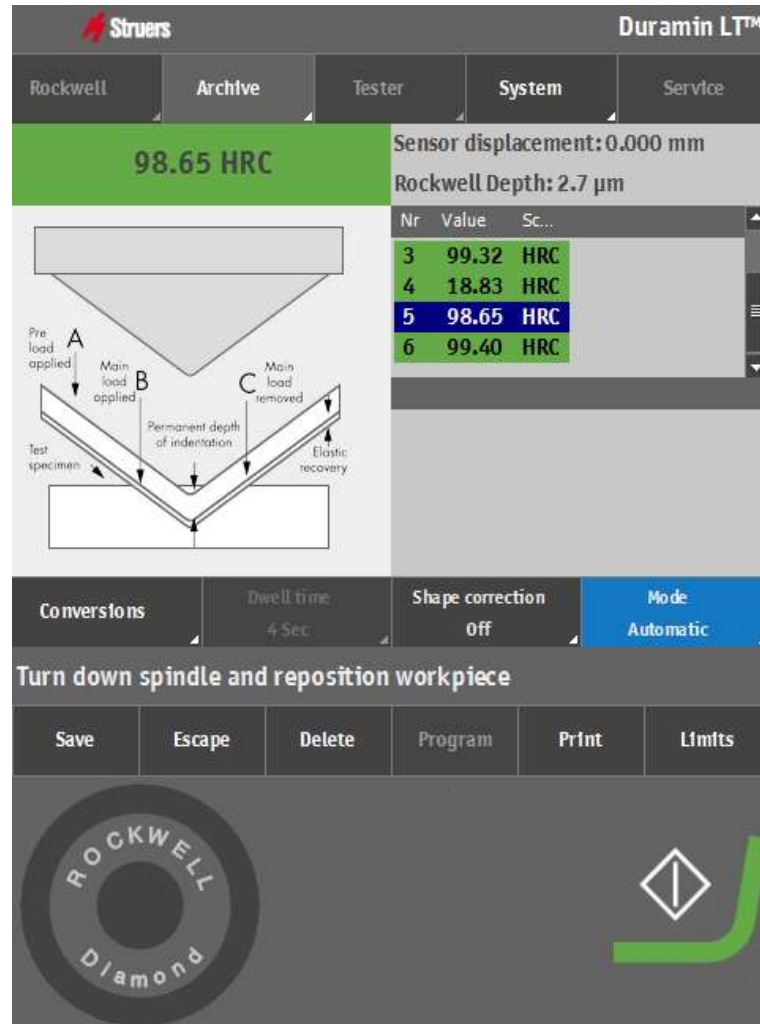 Struers
Duramin LT™
Rockwell Archive Tester System Service
98.65 HRC
Sensor displacement: 0.000 mm
Rockwell Depth: 2.7 µm
Nr Value Sc...
3 99.32 HRC
4 18.83 HRC
5 98.65 HRC
6 99.40 HRC
Pre
load
applied
A
Main
load
applied
B
C
Main
load
removed
Permanent depth
of indentation
Test
specimen
Elastic
recovery
Conversions
Dwell time
4 Sec
Shape correction
Off
Mode
Automatic
Turn down spindle and reposition workpiece
Save Escape Delete Program Print Limits
ROCKWELL
Diamond